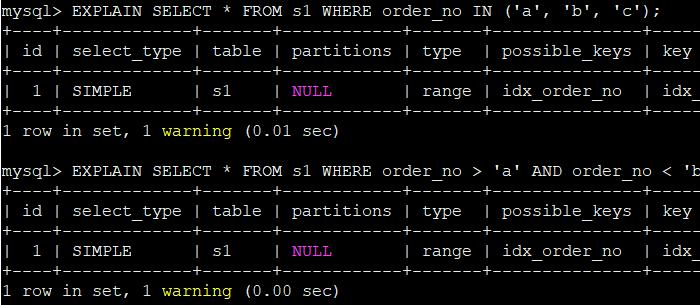 mysql> EXPLAIN SELECT * FROM s1 WHERE order_no IN ('a', 'b', 'c');
+----+-------------+-------+------------+-------+---------------+-----
| id | select_type | table | partitions | type | possible_keys | key
+----+-------------+-------+------------+-------+---------------+-----
| 1 | SIMPLE | s1 | NULL | range | idx_order_no | idx_
+----+-------------+-------+------------+-------+---------------+-----
1 row in set, 1 warning (0.01 sec)
mysql> EXPLAIN SELECT * FROM s1 WHERE order_no > 'a' AND order_no < 'b
+----+-------------+-------+------------+-------+---------------+-----
| id | select_type | table | partitions | type | possible_keys | key
+----+-------------+-------+------------+-------+---------------+-----
| 1 | SIMPLE | s1 | NULL | range | idx_order_no | idx_
+----+-------------+-------+------------+-------+---------------+-----
1 row in set, 1 warning (0.00 sec)